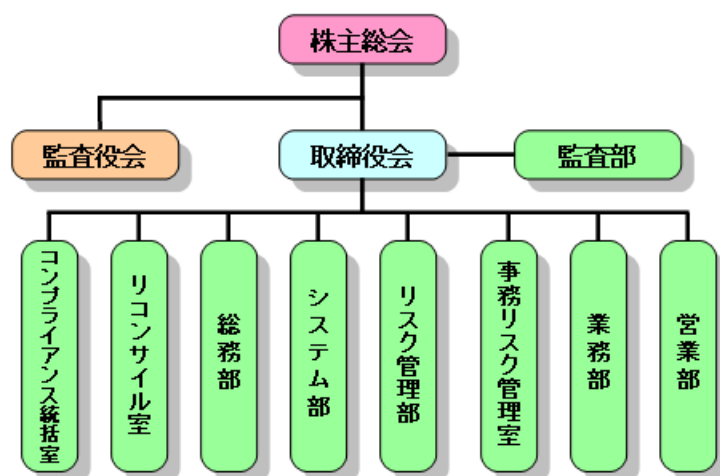 株主総会
監査役会
取締役会
監査部
コンプライアンス統括室
リコンサイル室
総務部
システム部
リスク管理部
事務リスク管理室
業務部
営業部